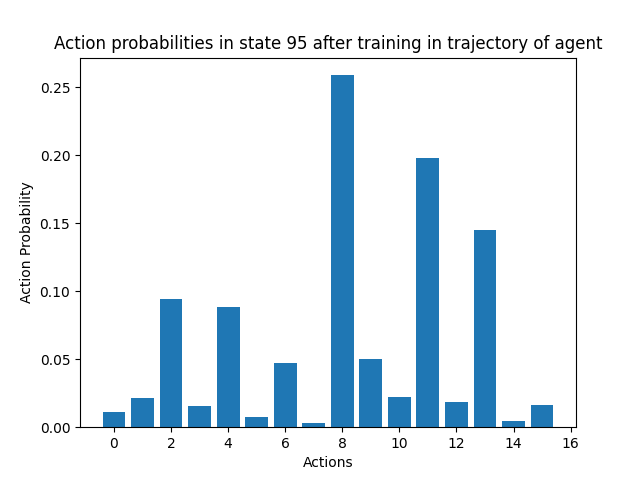 Action probabilities in state 95 after training in trajectory of agent
0.25
0.20
0.15
0.10
0.05
0.00
Action Probability
0 2 4 6 8 10 12 14 16
Actions